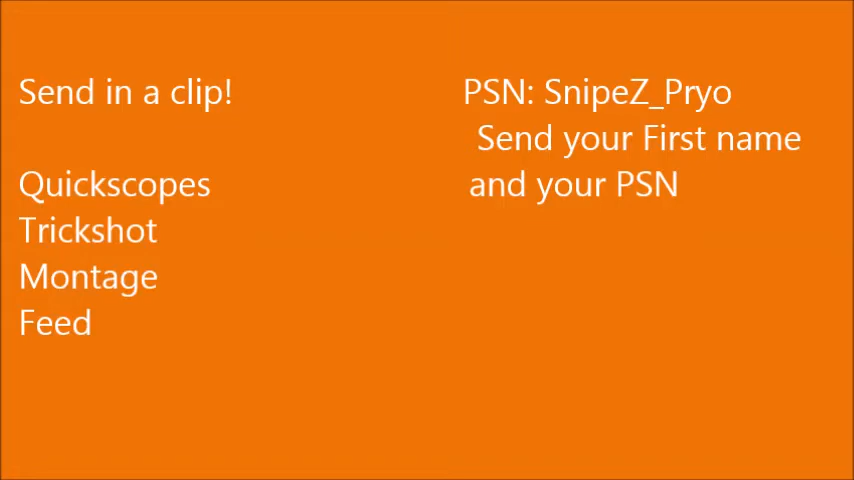 Send in a clip!
Quickscopes
Trickshot
Montage
Feed
PSN: SnipeZ_Pryo
Send your First name
and your PSN